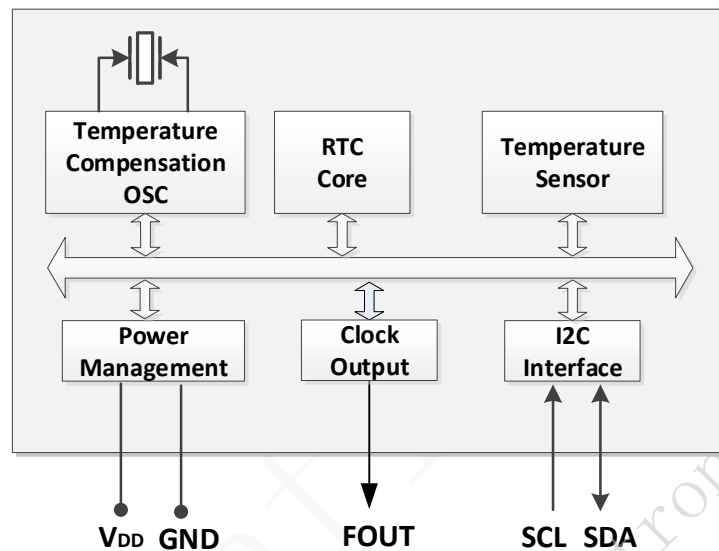 Temperature
Compensation
OSC
RTC
Core
Temperature
Sensor
Power
Management
Clock
Output
I2C
Interface
VDD GND FOUT SCL SDA